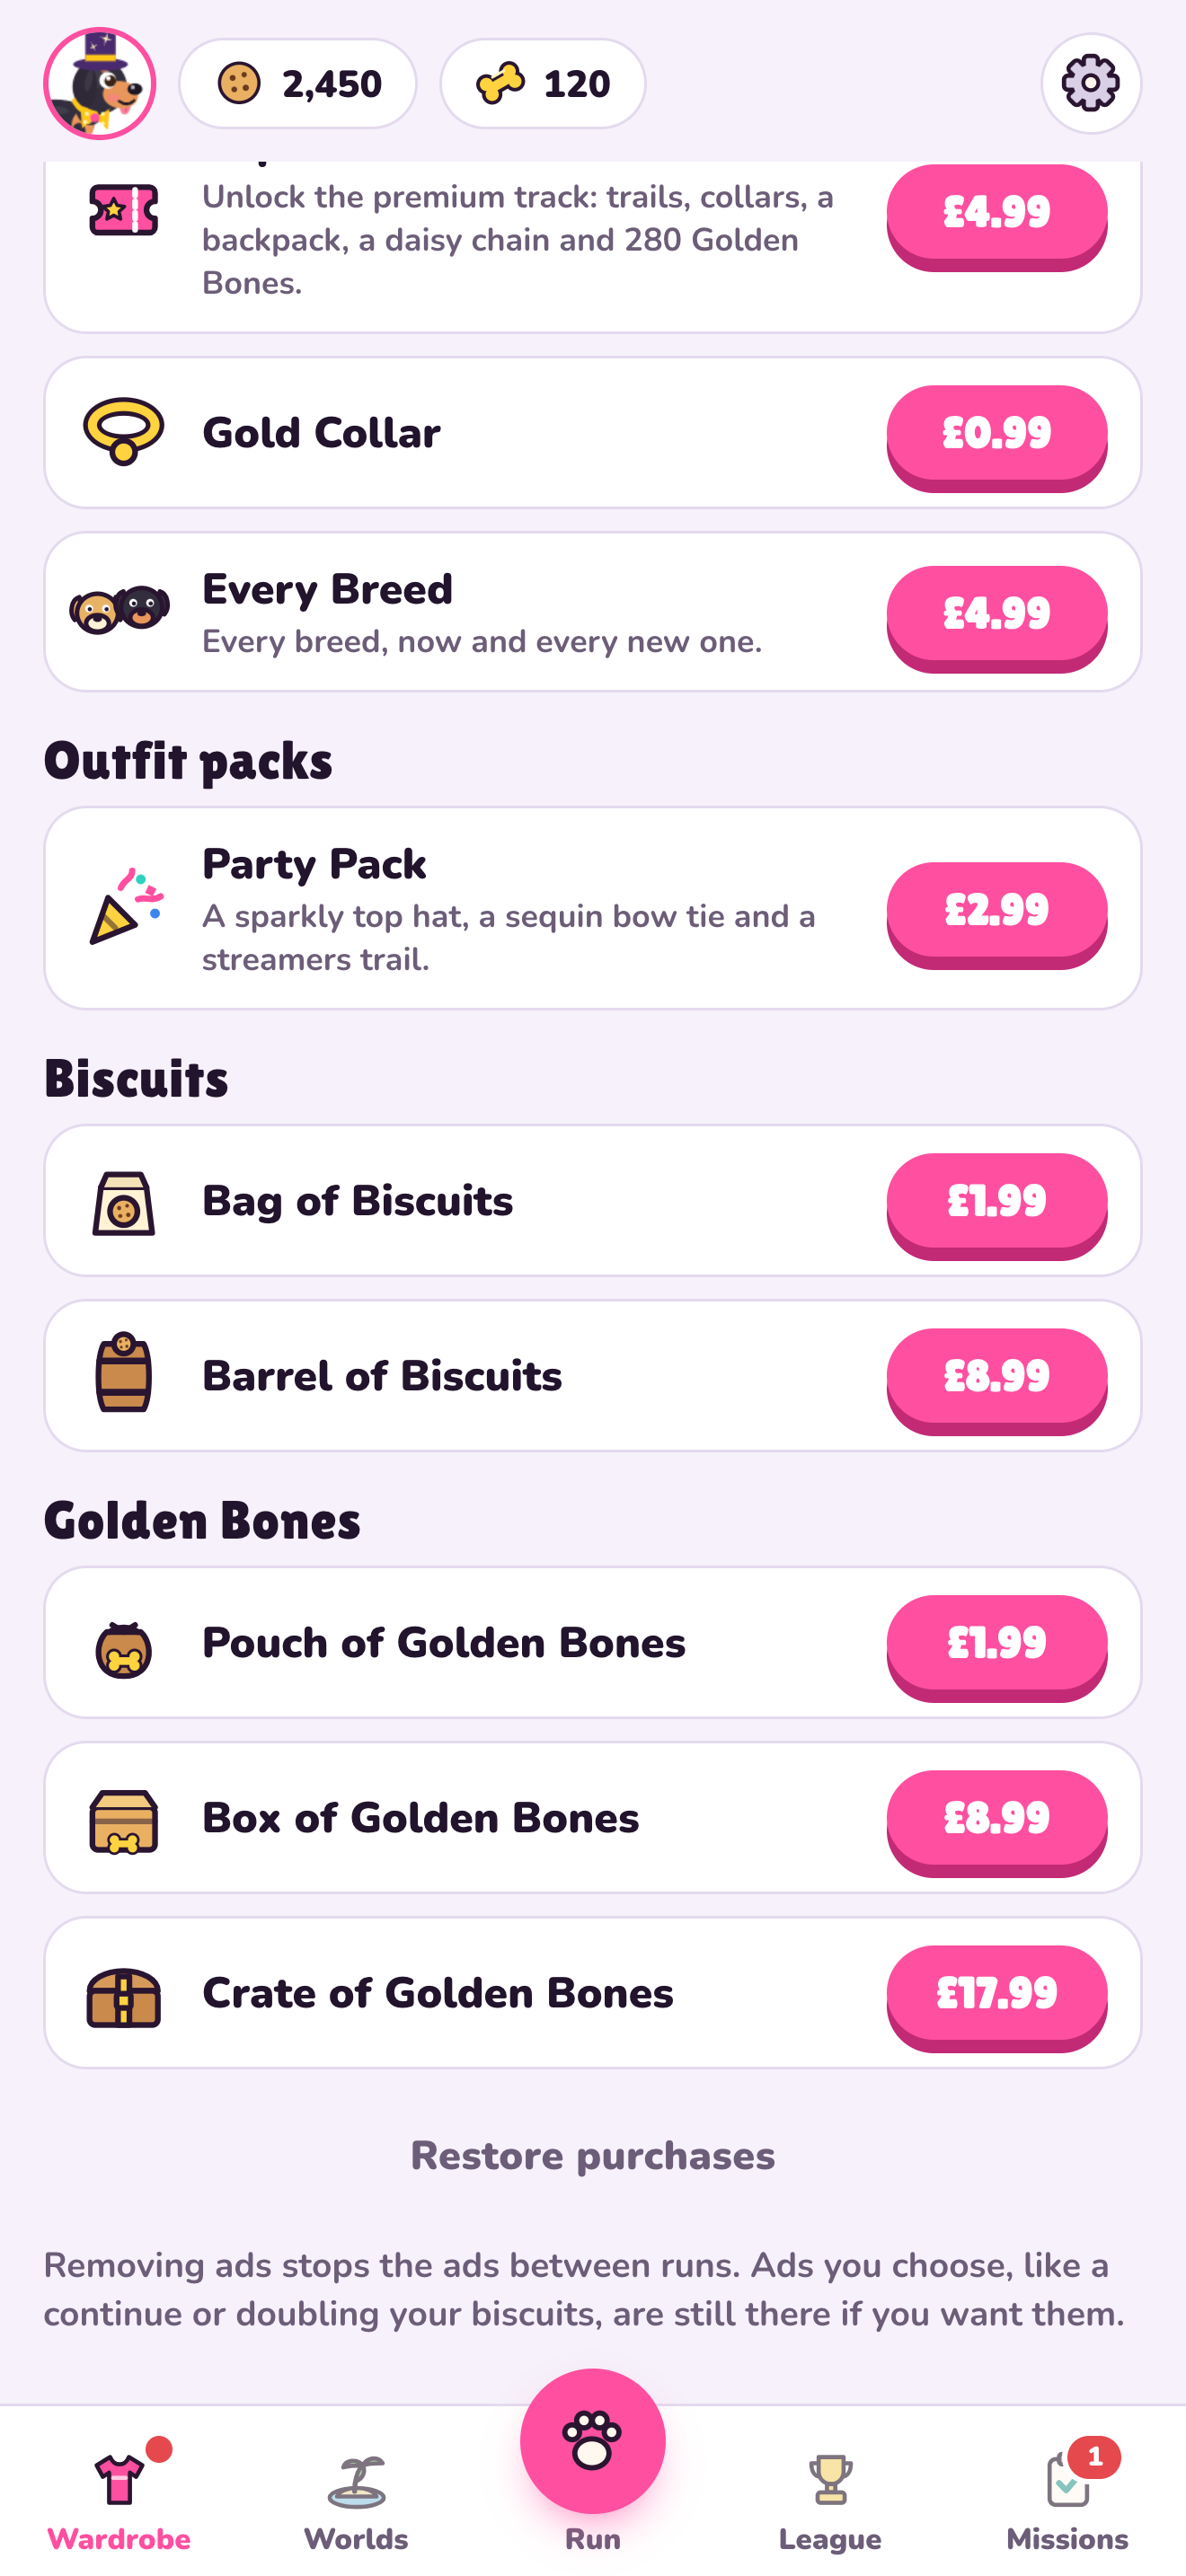 2,450
120
Unlock the premium track: trails, collars, a
backpack, a daisy chain and 280 Golden
Bones.
£4.99
Gold Collar
£0.99
Every Breed
Every breed, now and every new one.
£4.99
Outfit packs
Party Pack
A sparkly top hat, a sequin bow tie and a
streamers trail.
£2.99
Biscuits
Bag of Biscuits
£1.99
Barrel of Biscuits
£8.99
Golden Bones
Pouch of Golden Bones
£1.99
Box of Golden Bones
£8.99
Crate of Golden Bones
£17.99
Restore purchases
Removing ads stops the ads between runs. Ads you choose, like a
continue or doubling your biscuits, are still there if you want them.
1
Wardrobe
Worlds
Run
League
Missions